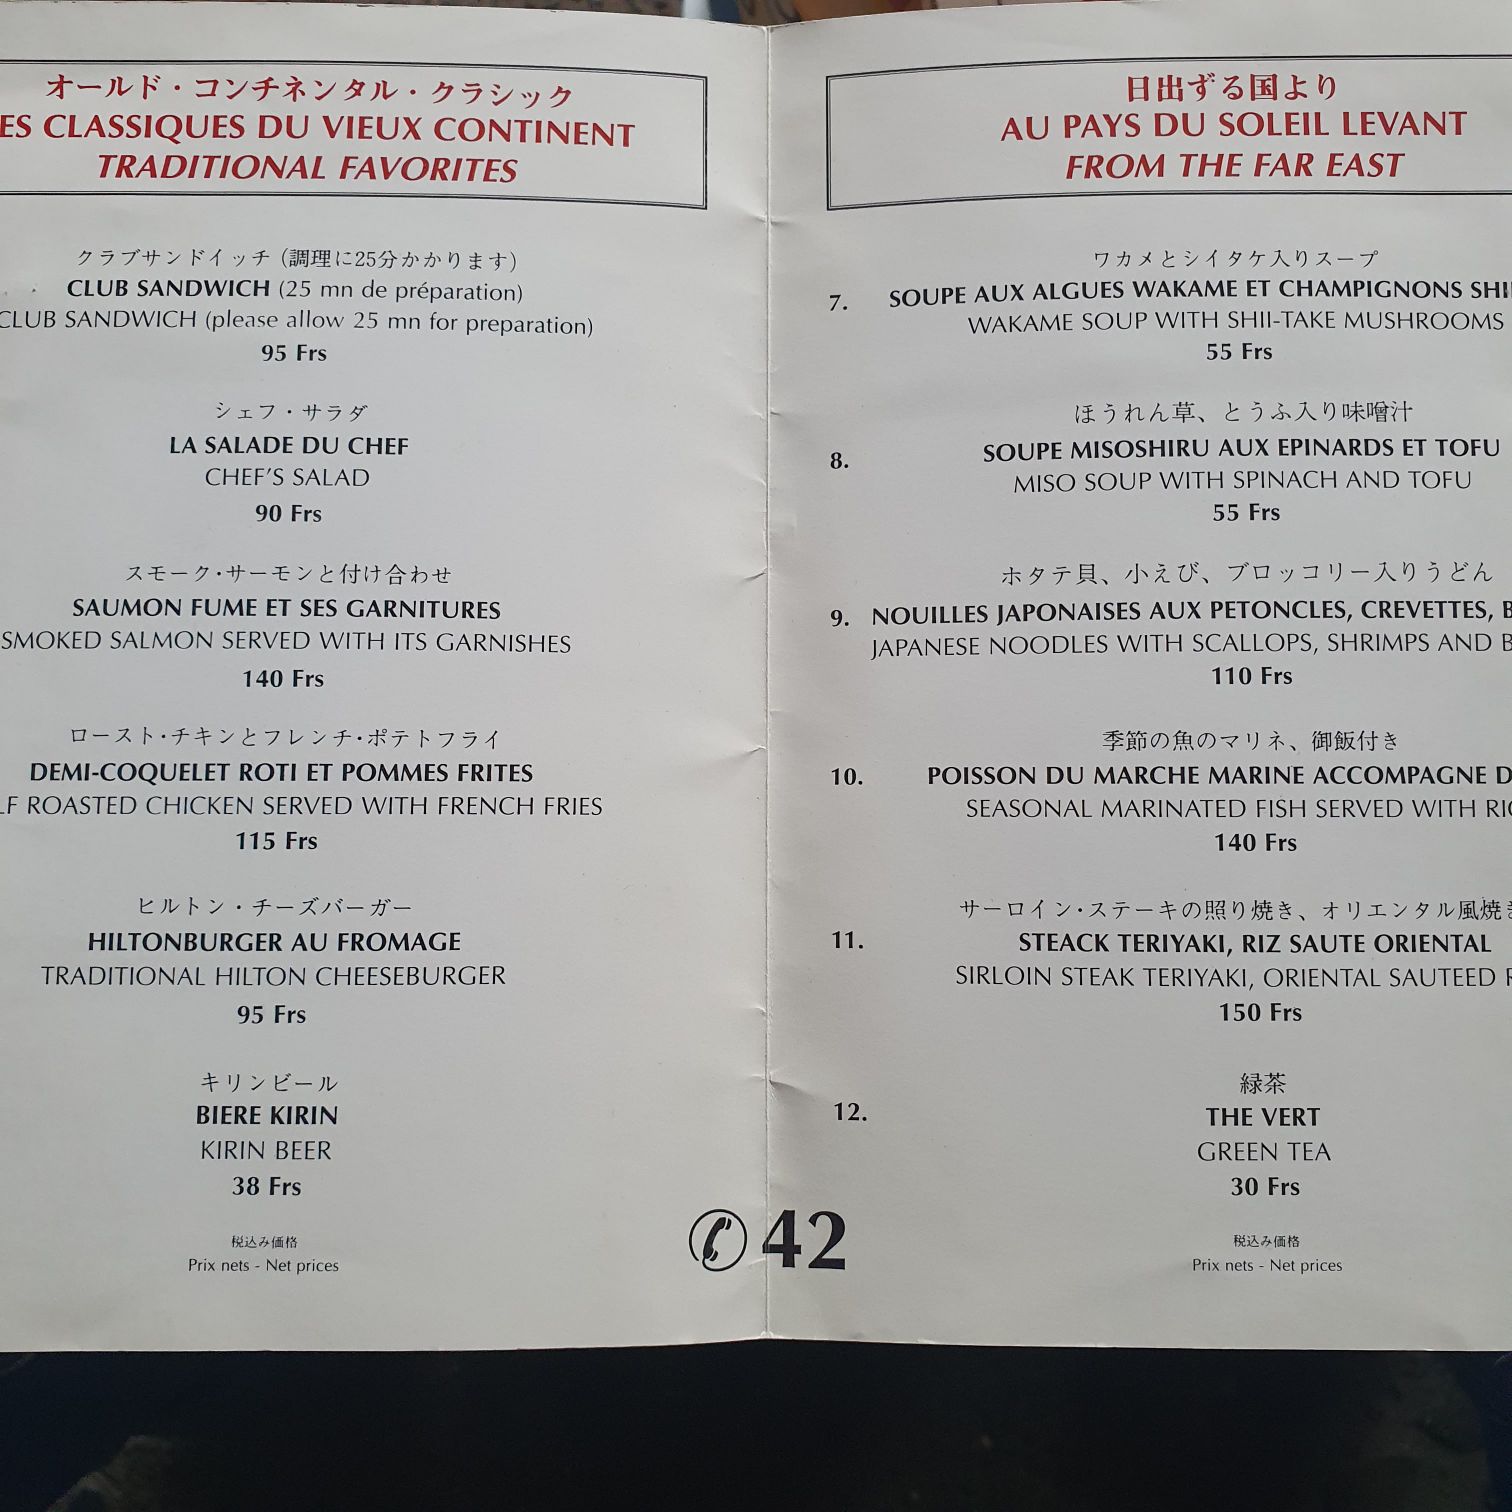 オールド・コンチネンタル・クラシック
ES CLASSIQUES DU VIEUX CONTINENT
TRADITIONAL FAVORITES
クラブサンドイッチ (調理に25分かかります)
CLUB SANDWICH (25 mn de préparation)
CLUB SANDWICH (please allow 25 mn for preparation)
95 Frs
シェフ・サラダ
LA SALADE DU CHEF
CHEF'S SALAD
90 Frs
スモーク・サーモンと付け合わせ
SAUMON FUME ET SES GARNITURES
SMOKED SALMON SERVED WITH ITS GARNISHES
140 Frs
ロースト・チキンとフレンチ・ポテトフライ
DEMI-COQUELET ROTI ET POMMES FRITES
LF ROASTED CHICKEN SERVED WITH FRENCH FRIES
115 Frs
ヒルトン・チーズバーガー
HILTONBURGER AU FROMAGE
TRADITIONAL HILTON CHEESEBURGER
95 Frs
キリンビール
BIERE KIRIN
KIRIN BEER
38 Frs
税込み価格
Prix nets - Net prices
42
日出ずる国より
AU PAYS DU SOLEIL LEVANT
FROM THE FAR EAST
ワカメとシイタケ入りスープ
7. SOUPE AUX ALGUES WAKAME ET CHAMPIGNONS SHI
WAKAME SOUP WITH SHII-TAKE MUSHROOMS
55 Frs
ほうれん草、とうふ入り味噌汁
8. SOUPE MISOSHIRU AUX EPINARDS ET TOFU
MISO SOUP WITH SPINACH AND TOFU
55 Frs
ホタテ貝、小えび、ブロッコリー入りうどん
9. NOUILLES JAPONAISES AUX PETONCLES, CREVETTES, B
JAPANESE NOODLES WITH SCALLOPS, SHRIMPS AND B
110 Frs
季節の魚のマリネ、御飯付き
10. POISSON DU MARCHE MARINE ACCOMPAGNE D
SEASONAL MARINATED FISH SERVED WITH RI
140 Frs
サーロイン・ステーキの照り焼き、オリエンタル風焼き
11. STEACK TERIYAKI, RIZ SAUTE ORIENTAL
SIRLOIN STEAK TERIYAKI, ORIENTAL SAUTEED R
150 Frs
緑茶
12. THE VERT
GREEN TEA
30 Frs
税込み価格
Prix nets - Net prices